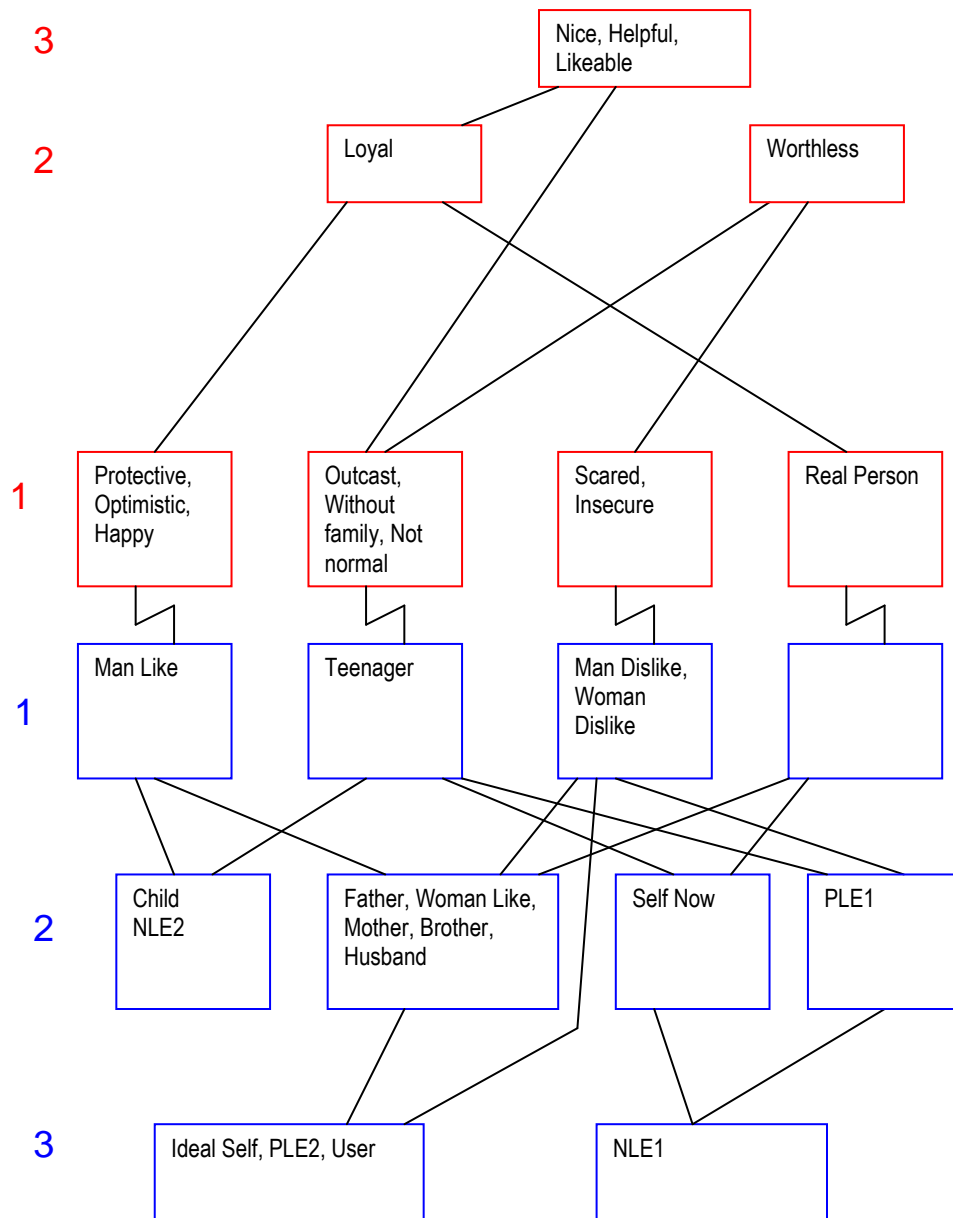 3
Nice, Helpful,
Likeable
2
Loyal
Worthless
1
Protective,
Optimistic,
Happy
Outcast,
Without
family, Not
normal
Scared,
Insecure
Real Person
1
Man Like
Teenager
Man Dislike,
Woman
Dislike
2
Child
NLE2
Father, Woman Like,
Mother, Brother,
Husband
Self Now
PLE1
3
Ideal Self, PLE2, User
NLE1